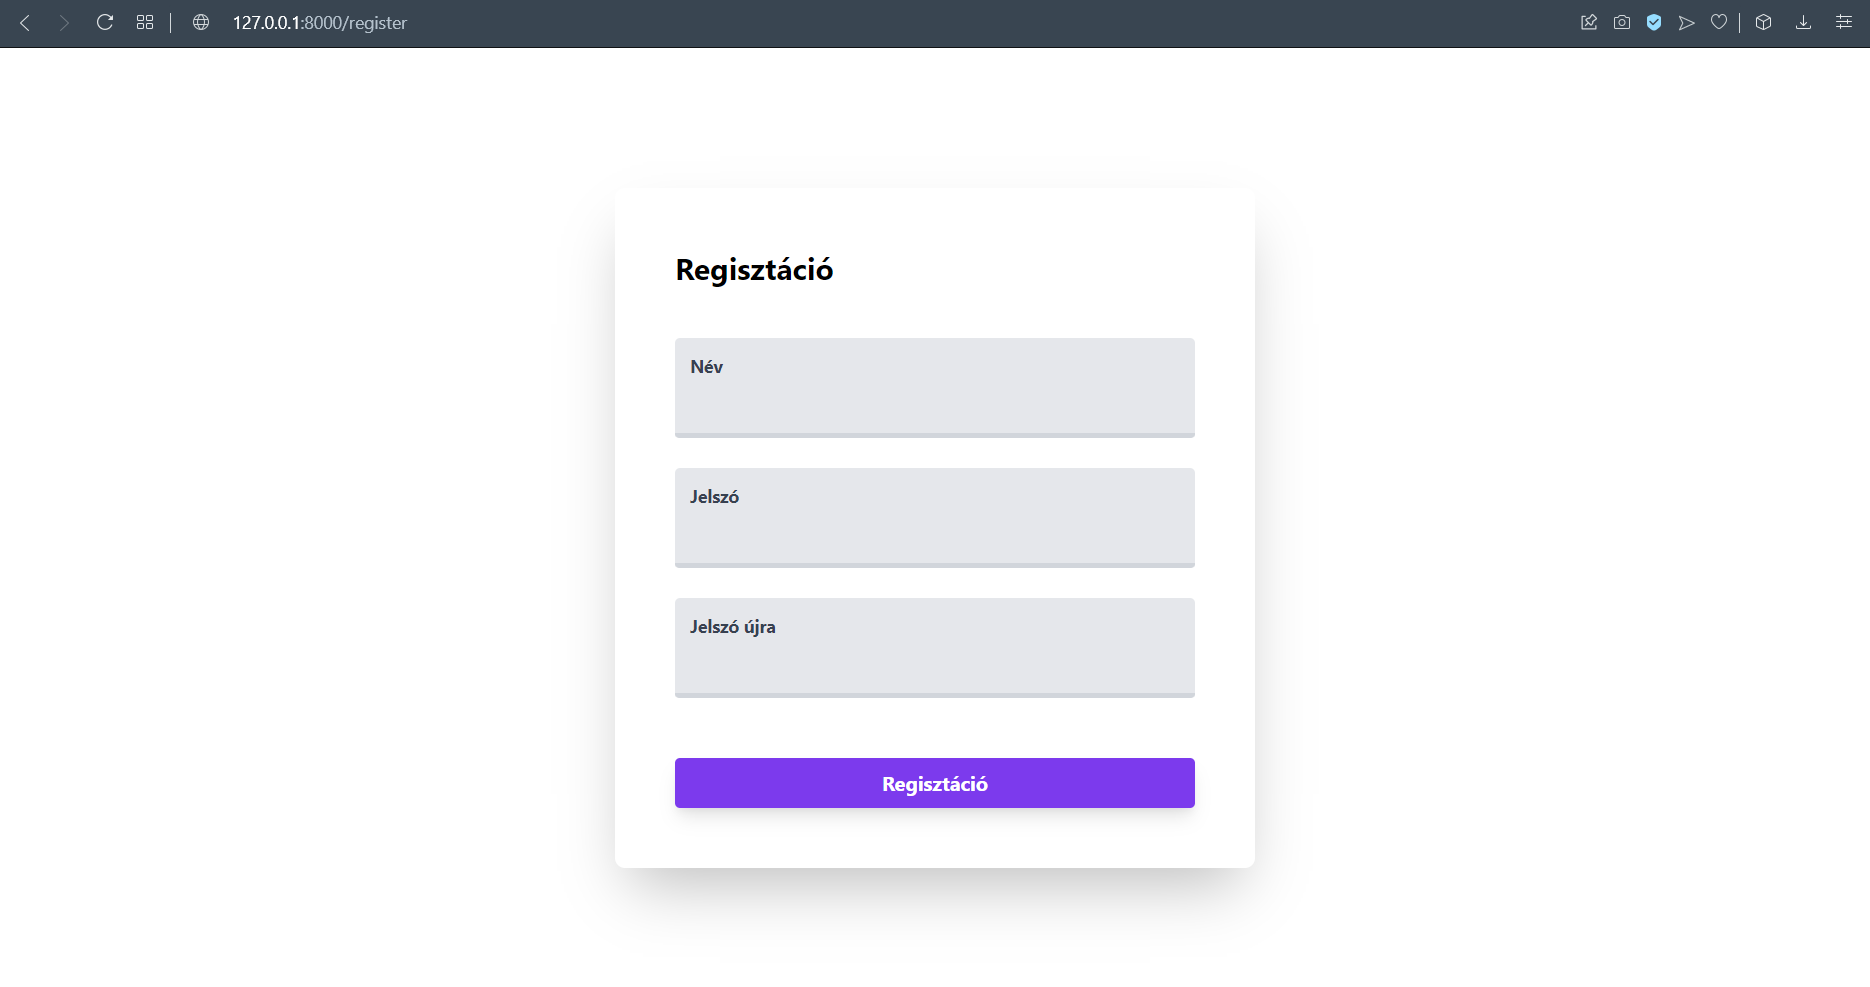 127.0.0.1:8000/register
Regisztáció
Név
Jelszó
Jelszó újra
Regisztáció